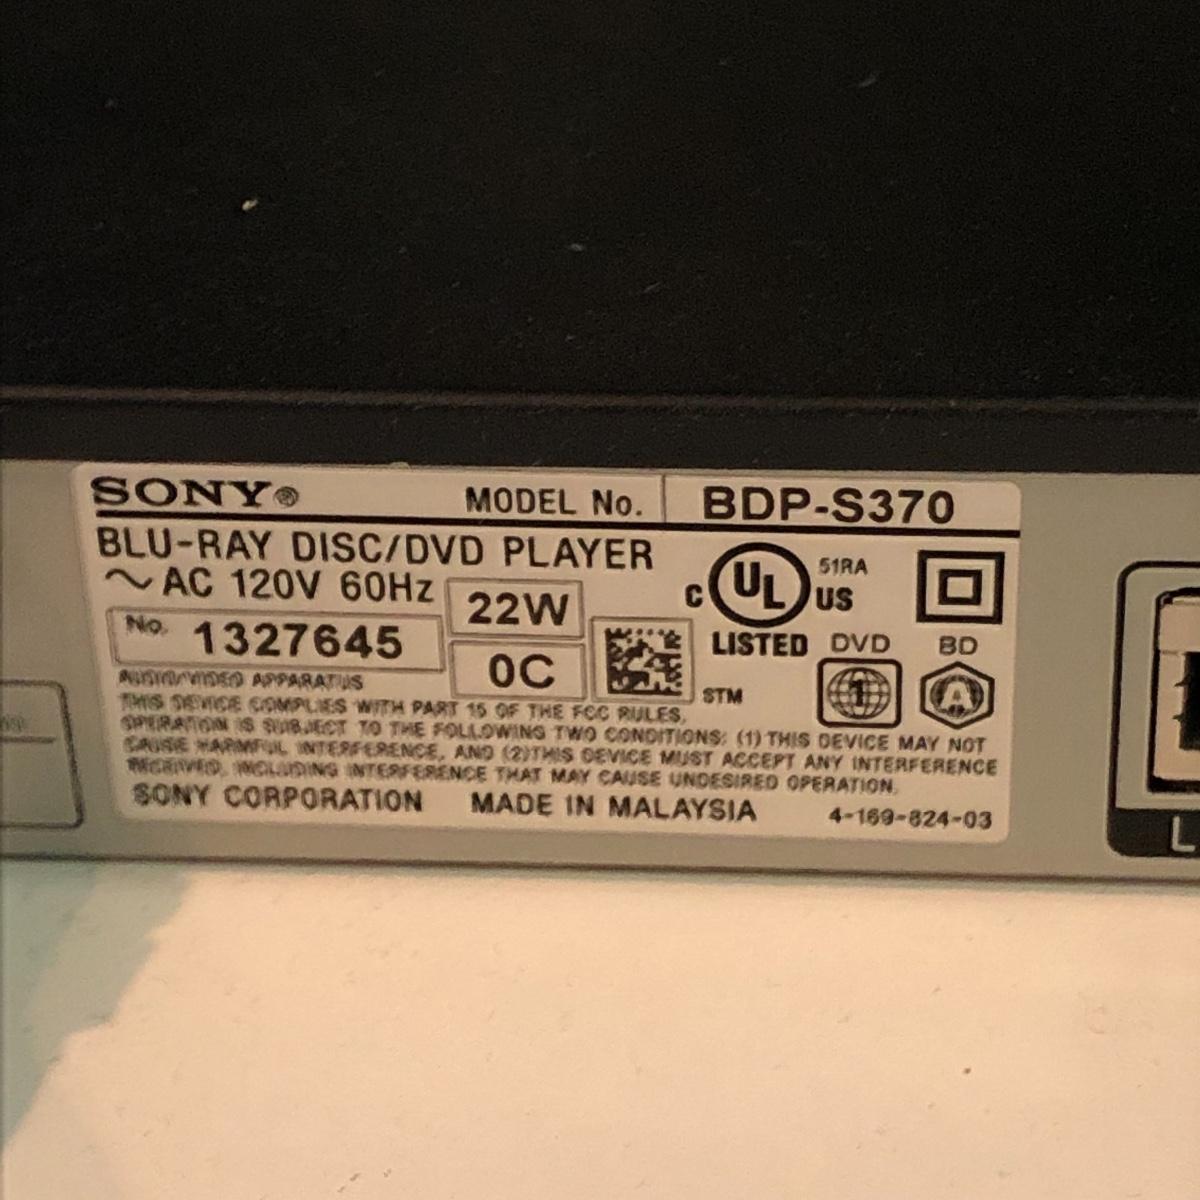 SONY® MODEL No. BDP-S370
BLU-RAY DISC/DVD PLAYER
~ AC 120V 60Hz 22W
No. 1327645 0C
C UL US 51RA
LISTED DVD BD
1 A
STM
AUDIO/VIDEO APPARATUS
THIS DEVICE COMPLIES WITH PART 15 OF THE FCC RULES.
OPERATION IS SUBJECT TO THE FOLLOWING TWO CONDITIONS: (1) THIS DEVICE MAY NOT
CAUSE HARMFUL INTERFERENCE, AND (2)THIS DEVICE MUST ACCEPT ANY INTERFERENCE
RECEIVED, INCLUDING INTERFERENCE THAT MAY CAUSE UNDESIRED OPERATION.
SONY CORPORATION MADE IN MALAYSIA 4-169-824-03
L